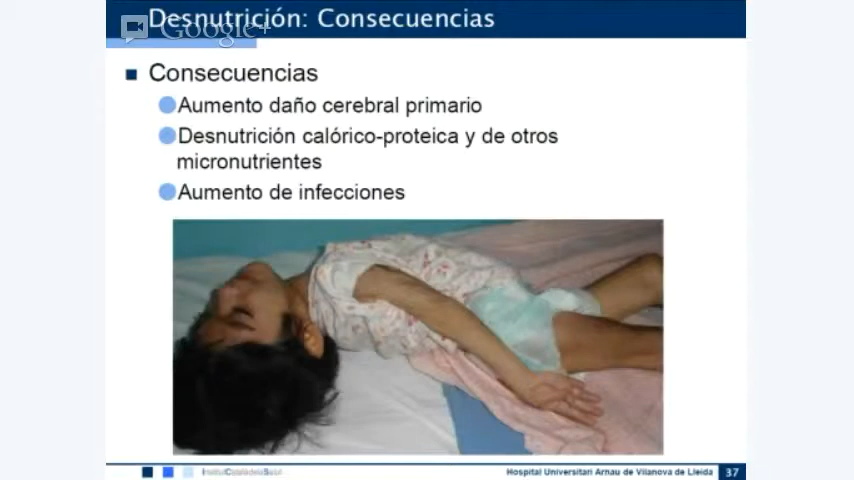 Desnutrición: Consecuencias
Google+
Consecuencias
Aumento daño cerebral primario
Desnutrición calórico-proteica y de otros
micronutrientes
Aumento de infecciones
Hospital Universitari Arnau de Vilanova de Lleida
37